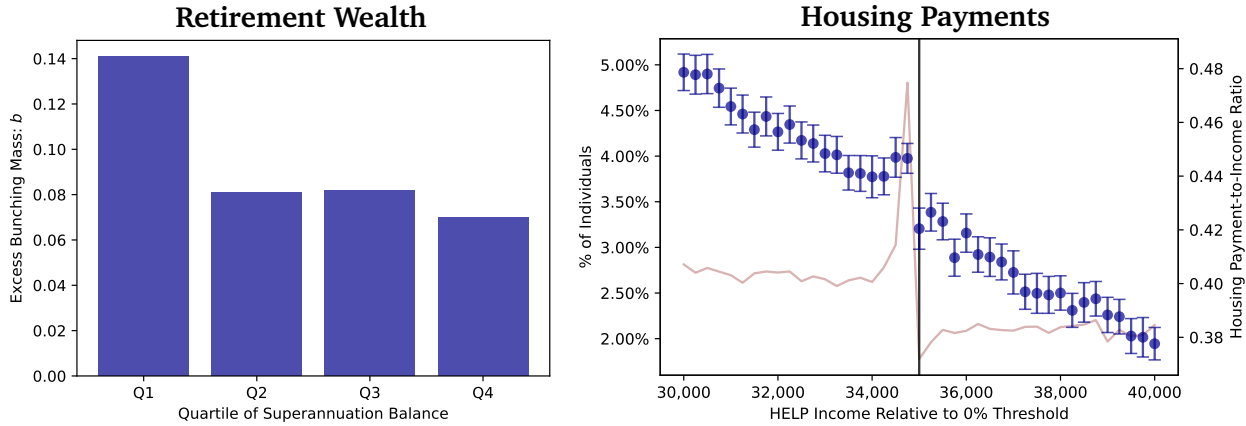 Retirement Wealth
Excess Bunching Mass: b
0.14
0.12
0.10
0.08
0.06
0.04
0.02
0.00
Q1 Q2 Q3 Q4
Quartile of Superannuation Balance
Housing Payments
% of Individuals
5.00%
4.50%
4.00%
3.50%
3.00%
2.50%
2.00%
0.48
0.46
0.44
0.42
0.40
0.38
Housing Payment-to-Income Ratio
30,000 32,000 34,000 36,000 38,000 40,000
HELP Income Relative to 0% Threshold